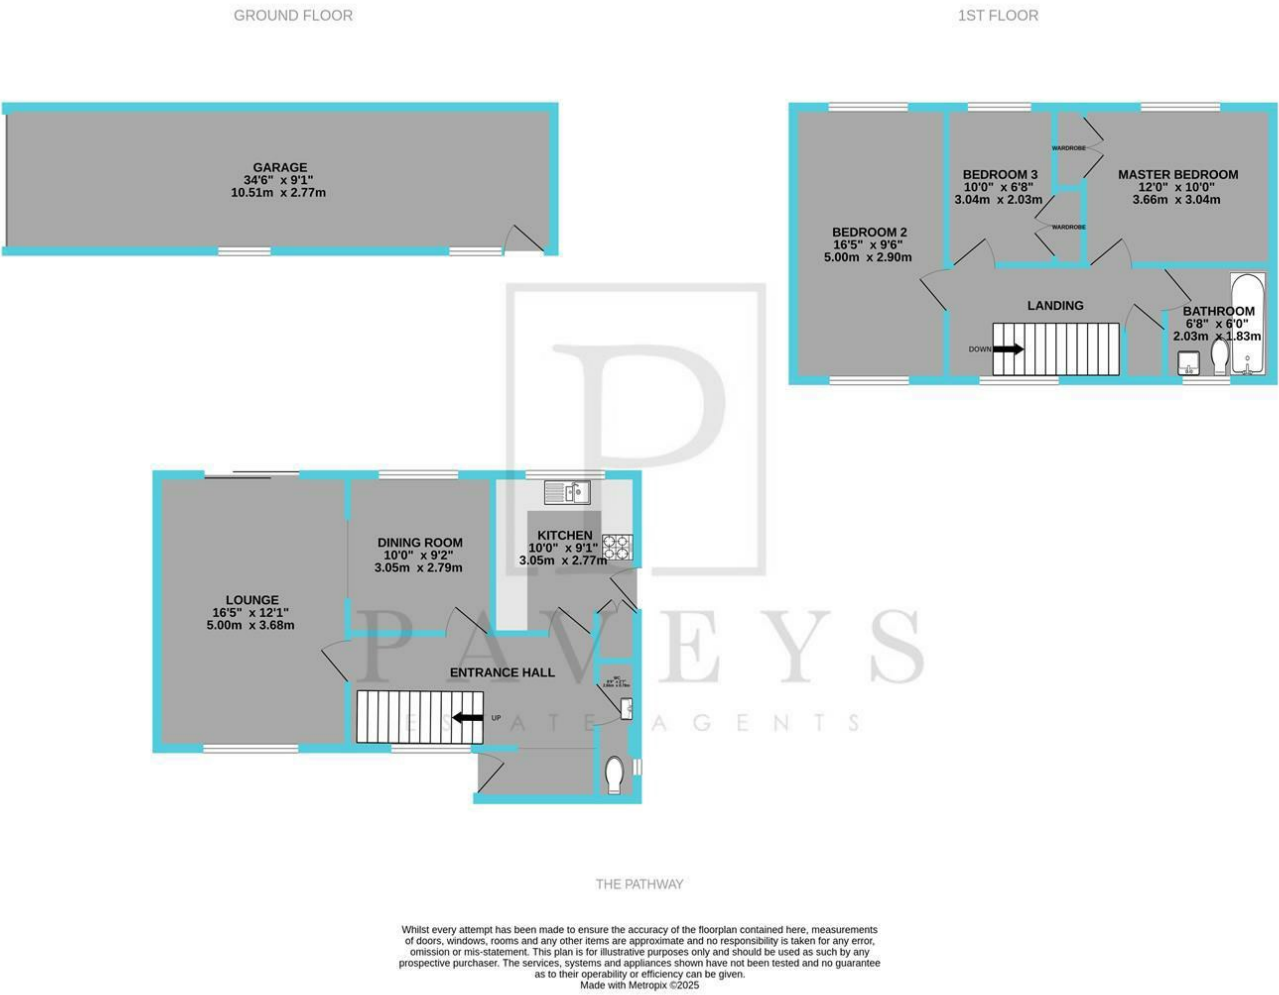 GROUND FLOOR
1ST FLOOR
GARAGE
34'6" x 9'1"
10.51m x 2.77m
BEDROOM 2
16'5" x 9'6"
5.00m x 2.90m
BEDROOM 3
10'0" x 6'8"
3.04m x 2.03m
WARDROBE
WARDROBE
MASTER BEDROOM
12'0" x 10'0"
3.66m x 3.04m
LANDING
DOWN
BATHROOM
6'8" x 6'0"
2.03m x 1.83m
LOUNGE
16'5" x 12'1"
5.00m x 3.68m
DINING ROOM
10'0" x 9'2"
3.05m x 2.79m
KITCHEN
10'0" x 9'1"
3.05m x 2.77m
ENTRANCE HALL
UP
WC
P
PAVEYS
ESTATE AGENTS
THE PATHWAY
Whilst every attempt has been made to ensure the accuracy of the floorplan contained here, measurements
of doors, windows, rooms and any other items are approximate and no responsibility is taken for any error,
omission or mis-statement. This plan is for illustrative purposes only and should be used as such by any
prospective purchaser. The services, systems and appliances shown have not been tested and no guarantee
as to their operability or efficiency can be given.
Made with Metropix ©2025